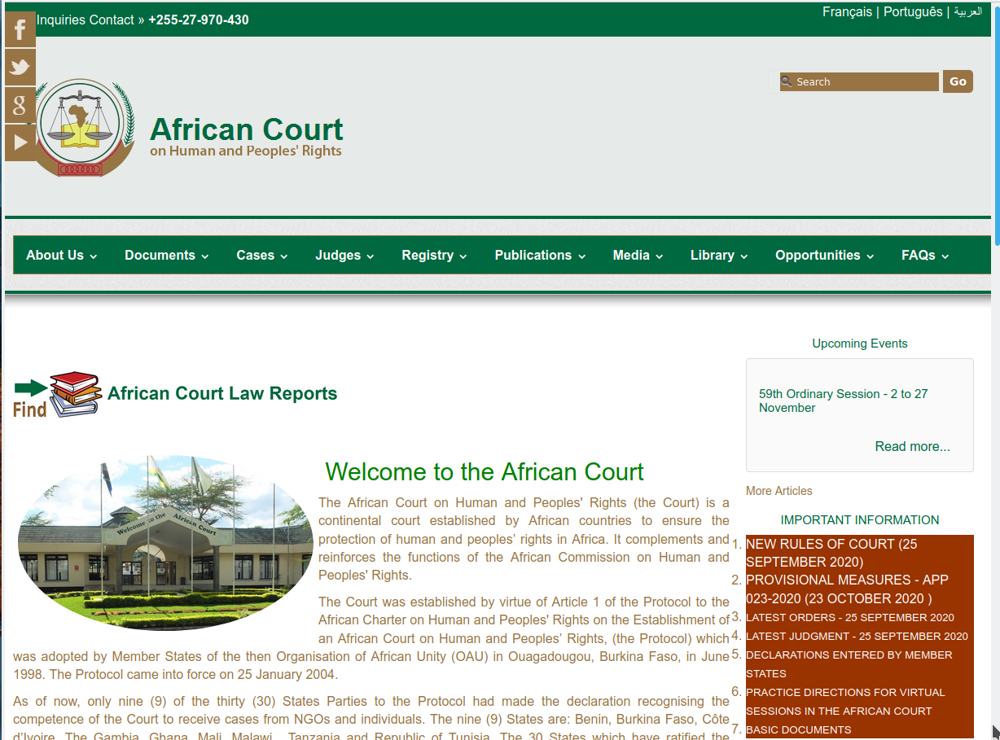 Inquiries Contact » +255-27-970-430
Français | Português | العربية
f
g
Search
Go
African Court
on Human and Peoples' Rights
About Us
Documents
Cases
Judges
Registry
Publications
Media
Library
Opportunities
FAQs
Find
African Court Law Reports
Welcome to the African Court
Welcome to the African Court
The African Court on Human and Peoples' Rights (the Court) is a
continental court established by African countries to ensure the
protection of human and peoples’ rights in Africa. It complements and
reinforces the functions of the African Commission on Human and
Peoples' Rights.
The Court was established by virtue of Article 1 of the Protocol to the
African Charter on Human and Peoples' Rights on the Establishment of
an African Court on Human and Peoples’ Rights, (the Protocol) which
was adopted by Member States of the then Organisation of African Unity (OAU) in Ouagadougou, Burkina Faso, in June
1998. The Protocol came into force on 25 January 2004.
As of now, only nine (9) of the thirty (30) States Parties to the Protocol had made the declaration recognising the
competence of the Court to receive cases from NGOs and individuals. The nine (9) States are: Benin, Burkina Faso, Côte
d’Ivoire, The Gambia, Ghana, Mali, Malawi, Tanzania and Republic of Tunisia. The 30 States which have ratified the
Upcoming Events
59th Ordinary Session - 2 to 27
November
Read more...
More Articles
IMPORTANT INFORMATION
1. NEW RULES OF COURT (25
SEPTEMBER 2020)
2. PROVISIONAL MEASURES - APP
023-2020 (23 OCTOBER 2020 )
3. LATEST ORDERS - 25 SEPTEMBER 2020
4. LATEST JUDGMENT - 25 SEPTEMBER 2020
5. DECLARATIONS ENTERED BY MEMBER
STATES
6. PRACTICE DIRECTIONS FOR VIRTUAL
SESSIONS IN THE AFRICAN COURT
7. BASIC DOCUMENTS